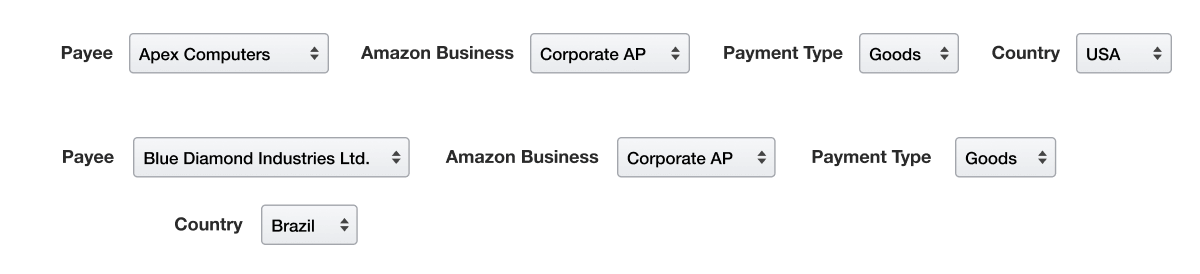 Payee Apex Computers Amazon Business Corporate AP Payment Type Goods Country USA
Payee Blue Diamond Industries Ltd. Amazon Business Corporate AP Payment Type Goods
Country Brazil